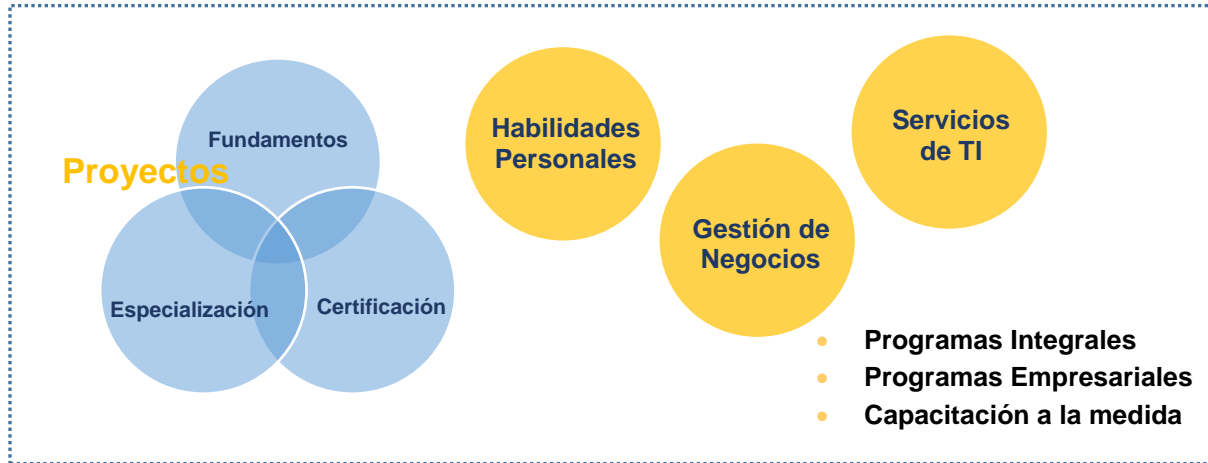 Fundamentos
Proyectos
Especialización
Certificación
Habilidades
Personales
Gestión de
Negocios
Servicios
de TI
Programas Integrales
Programas Empresariales
Capacitación a la medida